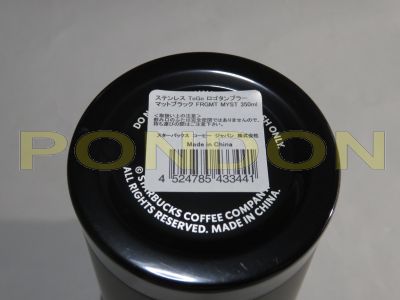 ステンレス ToGo ロゴタンブラー
マットブラック FRGMT MYST 350ml
スターバックス コーヒー ジャパン 株式会社
Made in China
4 524785 433441
DO NO
H ONLY.
© STARBUCKS COFFEE COMPANY
ALL RIGHTS RESERVED. MADE IN CHINA.
PONDON